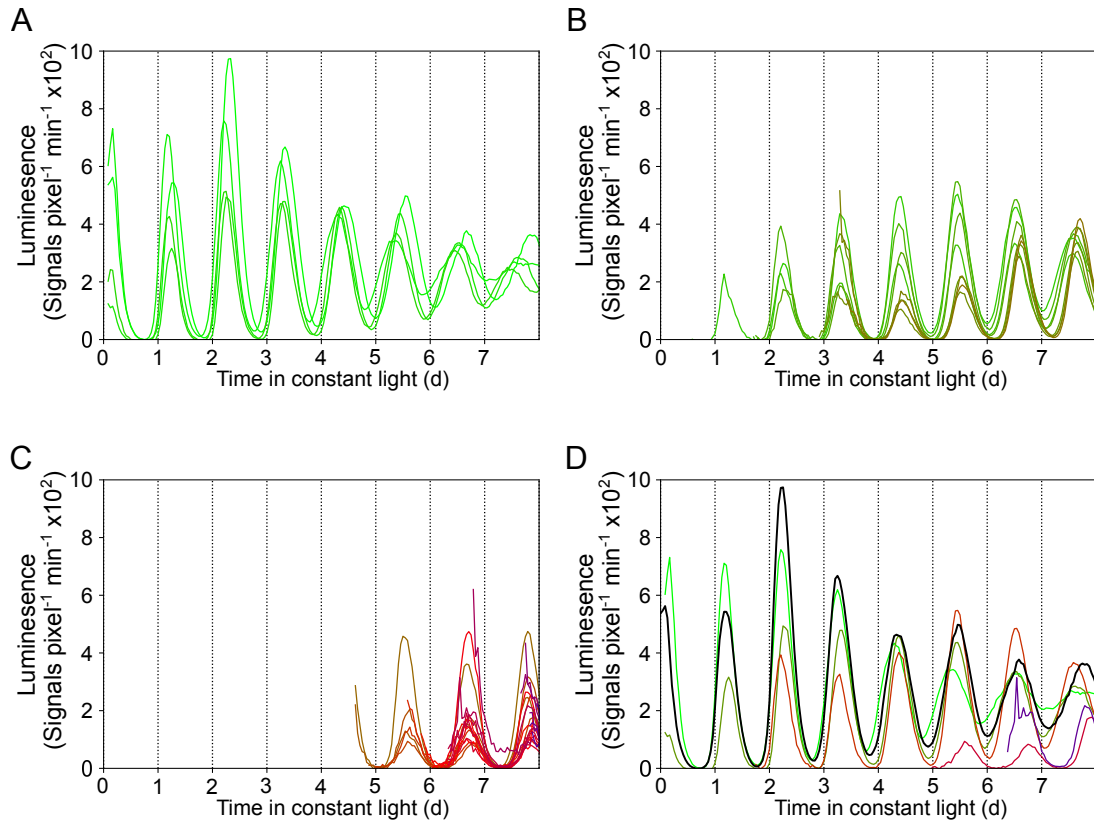 A
Luminesence
(Signals pixel-1 min-1 x102)
10
8
6
4
2
0
0 1 2 3 4 5 6 7
Time in constant light (d)
B
Luminesence
(Signals pixel-1 min-1 x102)
10
8
6
4
2
0
0 1 2 3 4 5 6 7
Time in constant light (d)
C
Luminesence
(Signals pixel-1 min-1 x102)
10
8
6
4
2
0
0 1 2 3 4 5 6 7
Time in constant light (d)
D
Luminesence
(Signals pixel-1 min-1 x102)
10
8
6
4
2
0
0 1 2 3 4 5 6 7
Time in constant light (d)